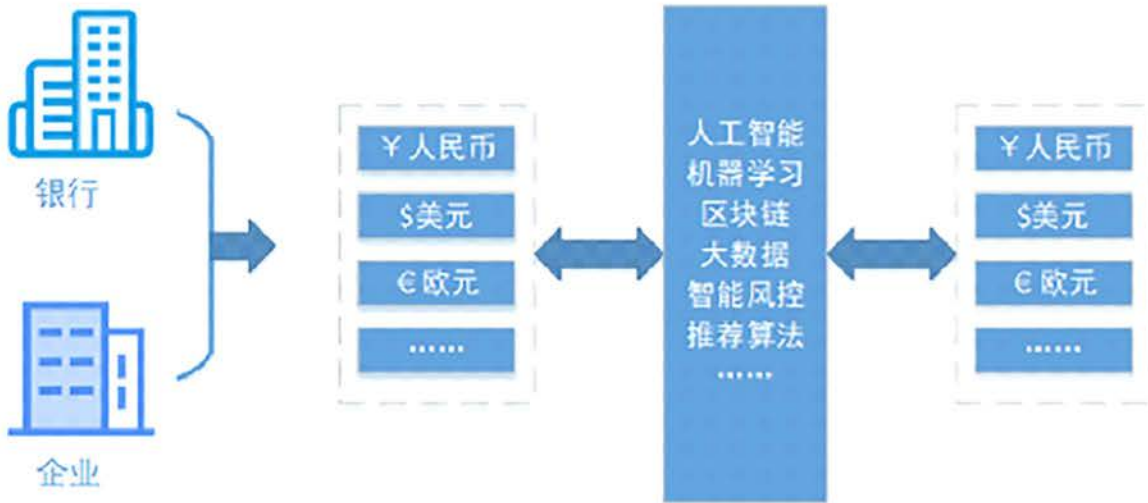 银行
企业
¥人民币
$美元
€欧元
……
人工智能
机器学习
区块链
大数据
智能风控
推荐算法
……
¥人民币
$美元
€欧元
……